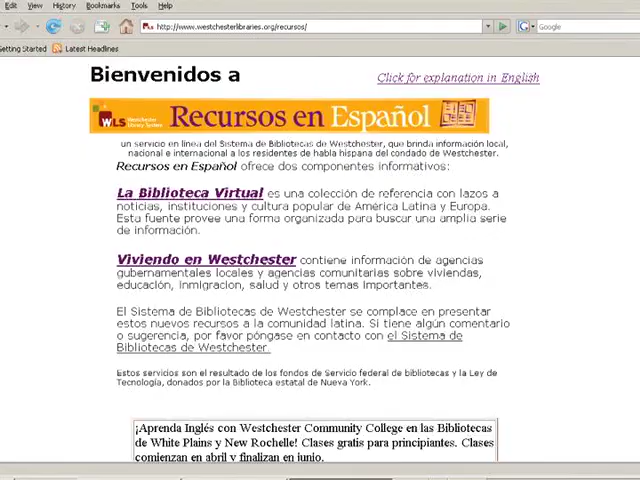 Edit View History Bookmarks Tools Help
http://www.westchesterlibraries.org/recursos/
Google
Getting Started Latest Headlines
Bienvenidos a
Click for explanation in English
WLS Westchester Library System
Recursos en Español
un servicio en línea del Sistema de Bibliotecas de Westchester, que brinda información local,
nacional e internacional a los residentes de habla hispana del condado de Westchester.
Recursos en Español ofrece dos componentes informativos:
La Biblioteca Virtual es una colección de referencia con lazos a
noticias, instituciones y cultura popular de América Latina y Europa.
Esta fuente provee una forma organizada para buscar una amplia serie
de información.
Viviendo en Westchester contiene información de agencias
gubernamentales locales y agencias comunitarias sobre viviendas,
educación, inmigracion, salud y otros temas importantes.
El Sistema de Bibliotecas de Westchester se complace en presentar
estos nuevos recursos a la comunidad latina. Si tiene algún comentario
o sugerencia, por favor póngase en contacto con el Sistema de
Bibliotecas de Westchester.
Estos servicios son el resultado de los fondos de Servicio federal de bibliotecas y la Ley de
Tecnología, donados por la Biblioteca estatal de Nueva York.
¡Aprenda Inglés con Westchester Community College en las Bibliotecas
de White Plains y New Rochelle! Clases gratis para principiantes. Clases
comienzan en abril y finalizan en junio.